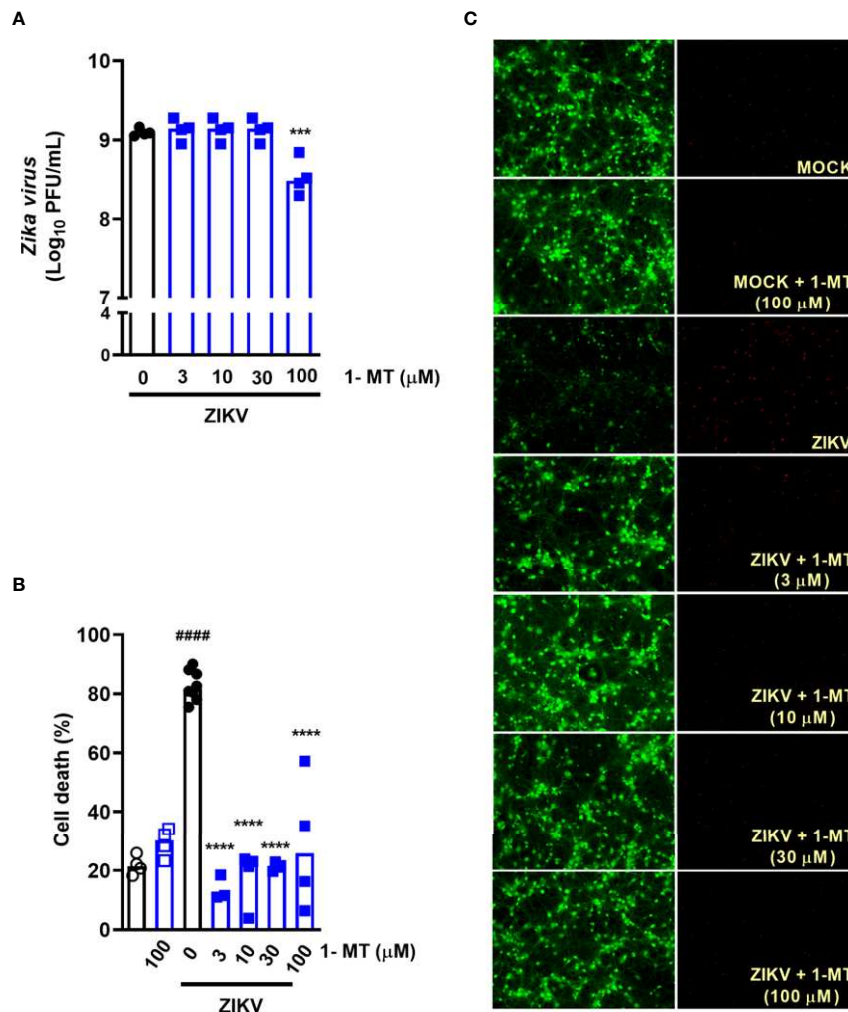 A
10
9
8
7
4
0
Zika virus
(Log10 PFU/mL)
***
0 3 10 30 100 1- MT (μM)
ZIKV
B
100
80
60
40
20
0
Cell death (%)
####
****
****
****
****
100 0 3 10 30 100 1- MT (μM)
ZIKV
C
MOCK
MOCK + 1-MT
(100 μM)
ZIKV
ZIKV + 1-MT
(3 μM)
ZIKV + 1-MT
(10 μM)
ZIKV + 1-MT
(30 μM)
ZIKV + 1-MT
(100 μM)